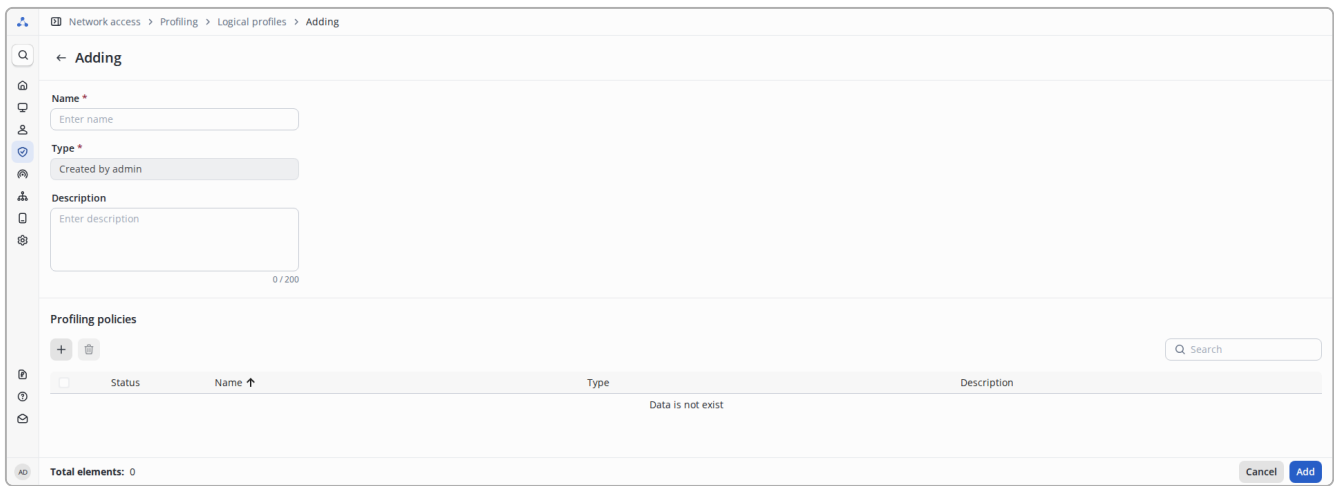 Network access > Profiling > Logical profiles > Adding
← Adding
Name *
Enter name
Type *
Created by admin
Description
Enter description
0 / 200
Profiling policies
Search
Status Name ↑ Type Description
Data is not exist
AD Total elements: 0 Cancel Add